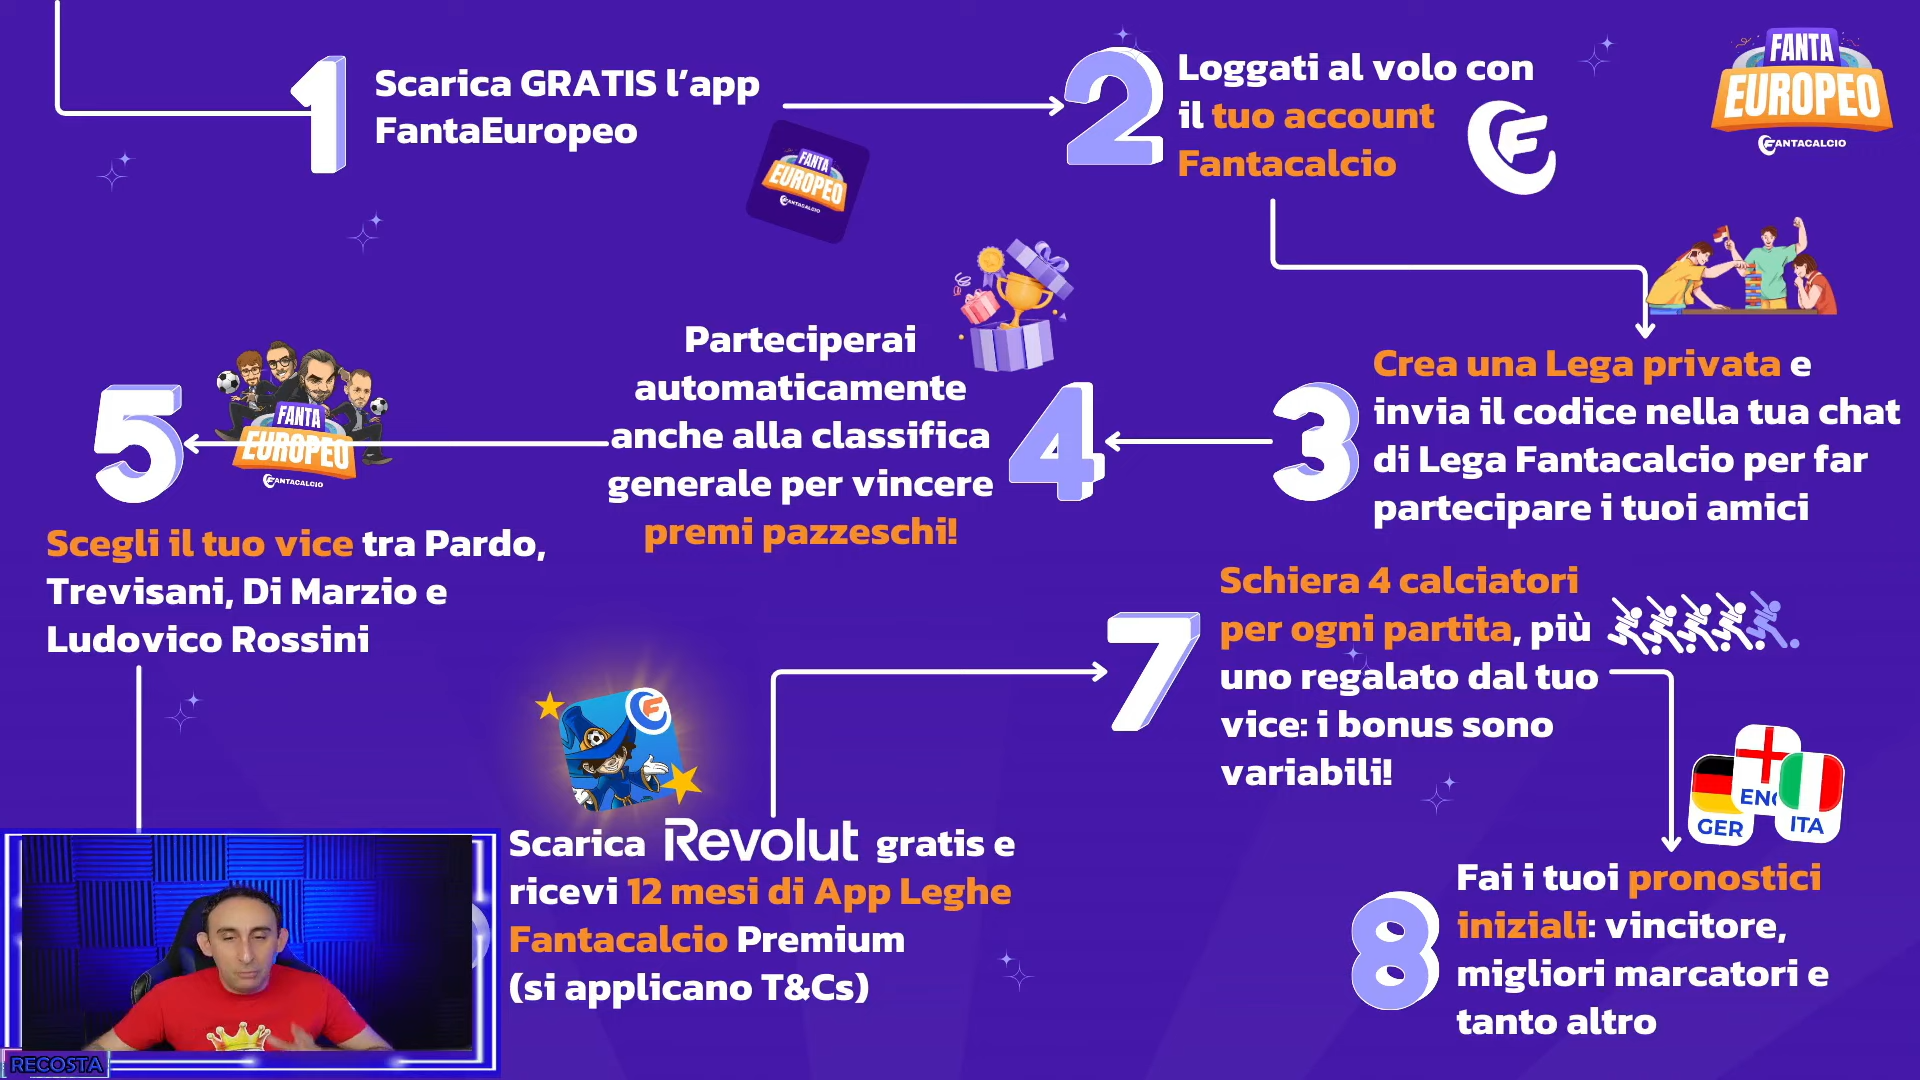 1
Scarica GRATIS l’app
FantaEuropeo
FANTA
EUROPEO
FANTACALCIO
2
Loggati al volo con
il tuo account
Fantacalcio
FANTA
EUROPEO
FANTACALCIO
3
Crea una Lega privata e
invia il codice nella tua chat
di Lega Fantacalcio per far
partecipare i tuoi amici
4
Parteciperai
automaticamente
anche alla classifica
generale per vincere
premi pazzeschi!
5
FANTA
EUROPEO
FANTACALCIO
Scegli il tuo vice tra Pardo,
Trevisani, Di Marzio e
Ludovico Rossini
Scarica Revolut gratis e
ricevi 12 mesi di App Leghe
Fantacalcio Premium
(si applicano T&Cs)
7
Schiera 4 calciatori
per ogni partita, più
uno regalato dal tuo
vice: i bonus sono
variabili!
GER
ENG
ITA
8
Fai i tuoi pronostici
iniziali: vincitore,
migliori marcatori e
tanto altro
RECOSTA